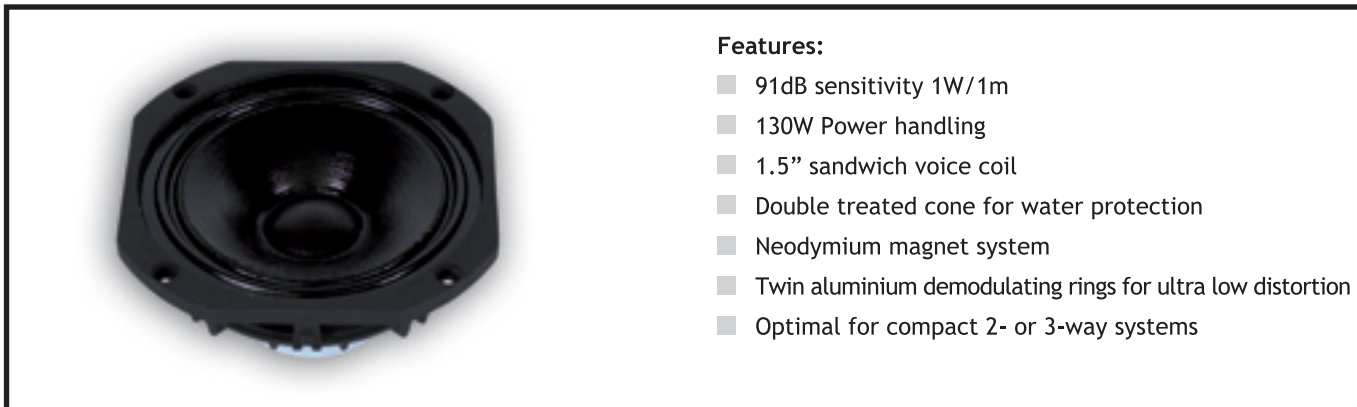 Features:
91dB sensitivity 1W/1m
130W Power handling
1.5” sandwich voice coil
Double treated cone for water protection
Neodymium magnet system
Twin aluminium demodulating rings for ultra low distortion
Optimal for compact 2- or 3-way systems